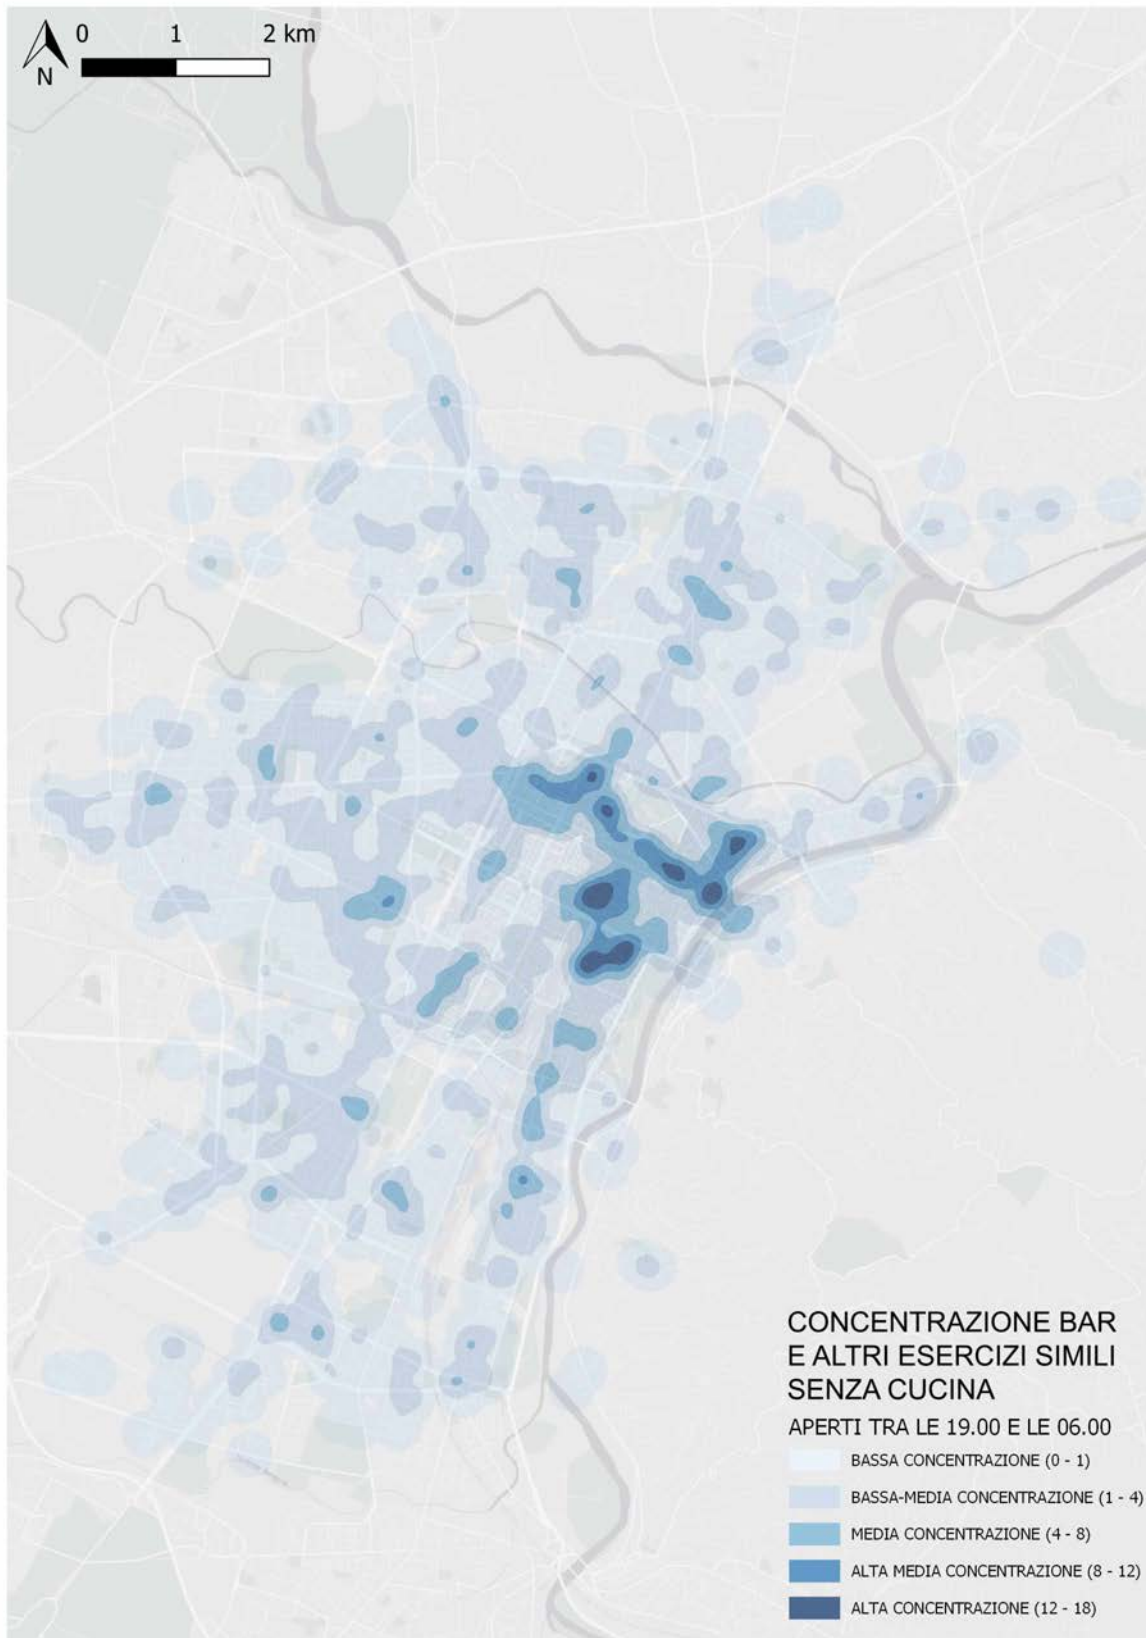 0 1 2 km
N
CONCENTRAZIONE BAR
E ALTRI ESERCIZI SIMILI
SENZA CUCINA
APERTI TRA LE 19.00 E LE 06.00
BASSA CONCENTRAZIONE (0 - 1)
BASSA-MEDIA CONCENTRAZIONE (1 - 4)
MEDIA CONCENTRAZIONE (4 - 8)
ALTA MEDIA CONCENTRAZIONE (8 - 12)
ALTA CONCENTRAZIONE (12 - 18)